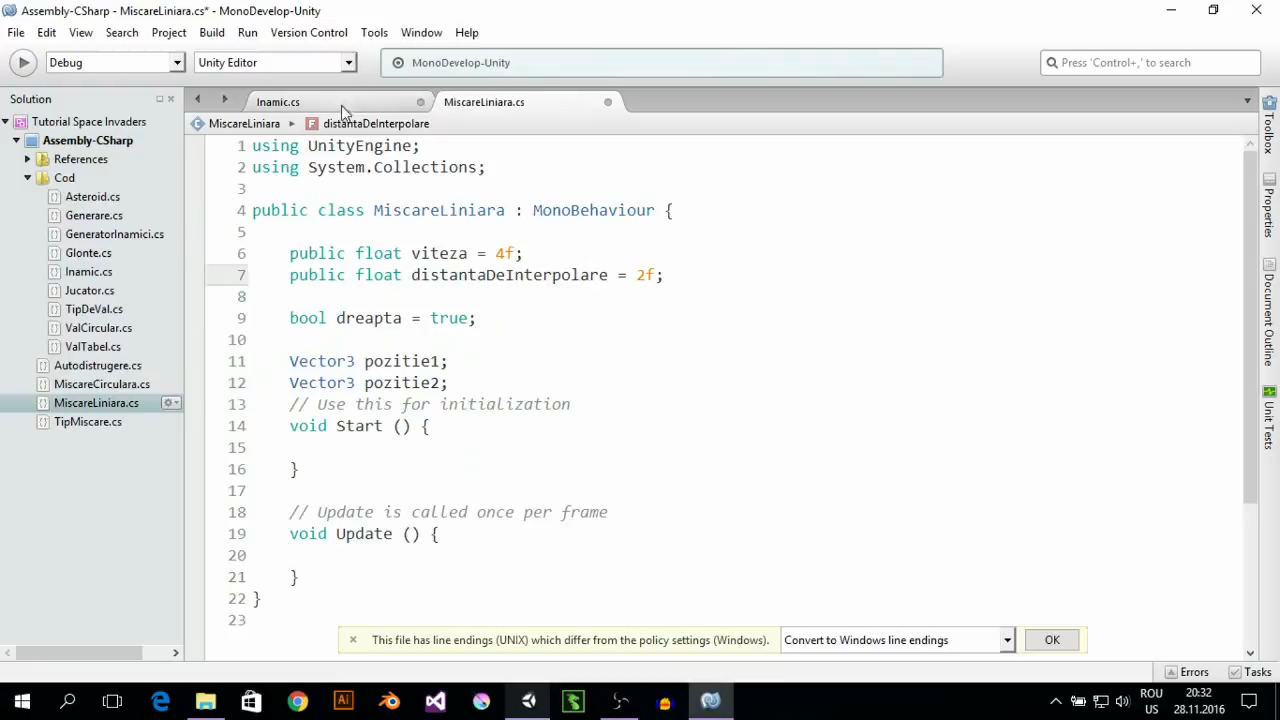 Assembly-CSharp - MiscareLiniara.cs* - MonoDevelop-Unity
File Edit View Search Project Build Run Version Control Tools Window Help
Debug Unity Editor MonoDevelop-Unity Press 'Control+,' to search
Solution
Tutorial Space Invaders
Assembly-CSharp
References
Cod
Asteroid.cs
Generare.cs
GeneratorInamici.cs
Glonte.cs
Inamic.cs
Jucator.cs
TipDeVal.cs
ValCircular.cs
ValTabel.cs
Autodistrugere.cs
MiscareCirculara.cs
MiscareLiniara.cs
TipMiscare.cs
Inamic.cs MiscareLiniara.cs
MiscareLiniara distantaDeInterpolare
1 using UnityEngine;
2 using System.Collections;
3
4 public class MiscareLiniara : MonoBehaviour {
5
6 public float viteza = 4f;
7 public float distantaDeInterpolare = 2f;
8
9 bool dreapta = true;
10
11 Vector3 pozitie1;
12 Vector3 pozitie2;
13 // Use this for initialization
14 void Start () {
15
16 }
17
18 // Update is called once per frame
19 void Update () {
20
21 }
22 }
23
This file has line endings (UNIX) which differ from the policy settings (Windows). Convert to Windows line endings OK
Toolbox
Properties
Document Outline
Unit Tests
Errors Tasks
Ai
ROU
US
20:32
28.11.2016